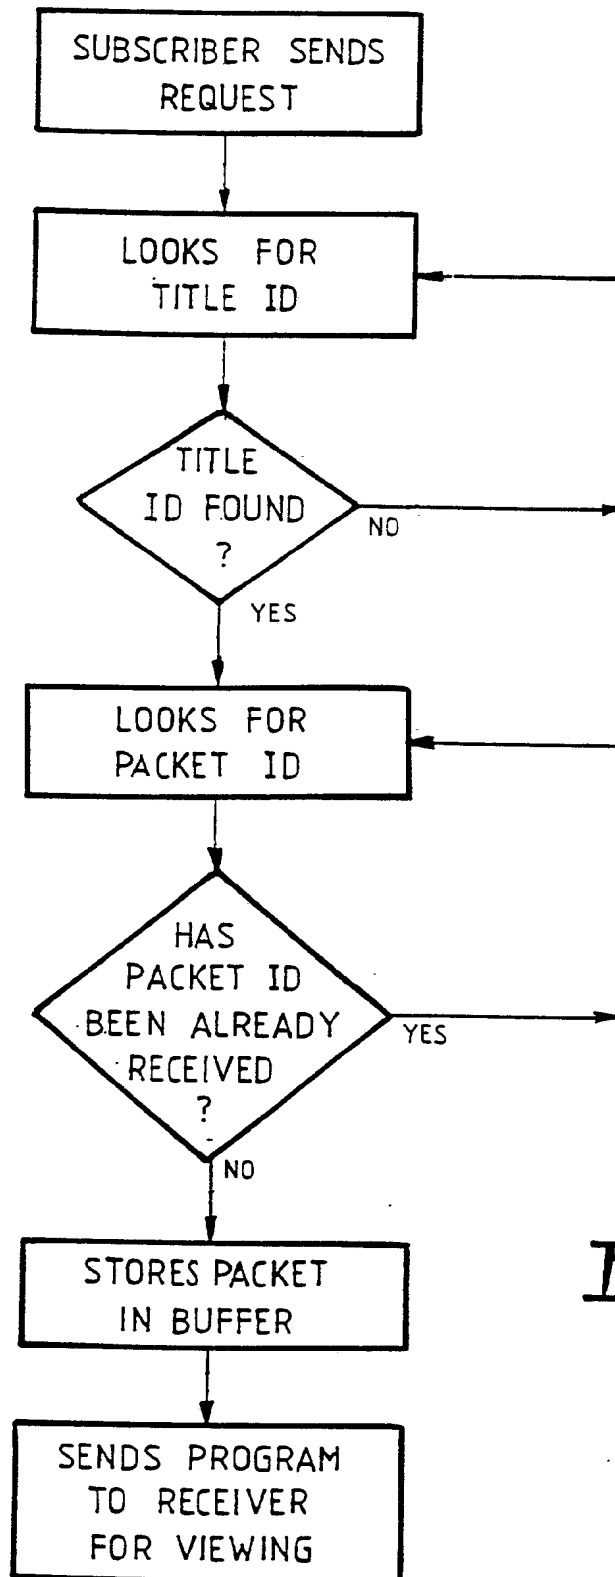 SUBSCRIBER SENDS
REQUEST
LOOKS FOR
TITLE ID
TITLE
ID FOUND
?
NO
YES
LOOKS FOR
PACKET ID
HAS
PACKET ID
BEEN ALREADY
RECEIVED
?
YES
NO
STORES PACKET
IN BUFFER
SENDS PROGRAM
TO RECEIVER
FOR VIEWING